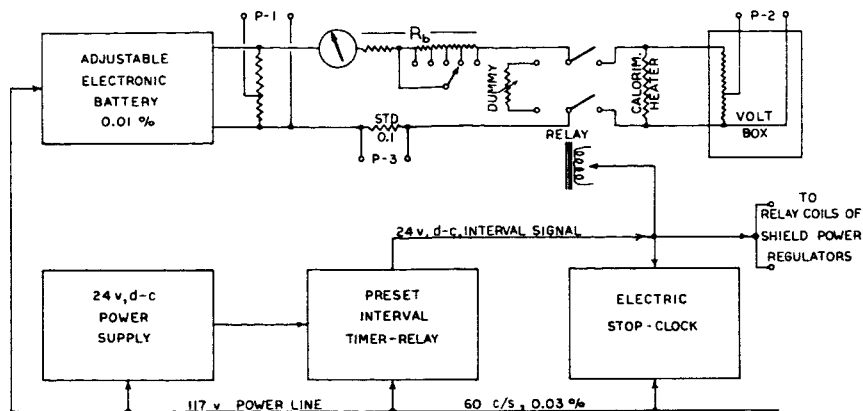 P-1
R_b
P-2
ADJUSTABLE
ELECTRONIC
BATTERY
0.01 %
DUMMY
CALORIM.
HEATER
VOLT
BOX
STD
0.1
P-3
RELAY
24 v, d-c, INTERVAL SIGNAL
TO
RELAY COILS OF
SHIELD POWER
REGULATORS
24 v, d-c
POWER
SUPPLY
PRESET
INTERVAL
TIMER-RELAY
ELECTRIC
STOP-CLOCK
117 v POWER LINE
60 c/s, 0.03 %